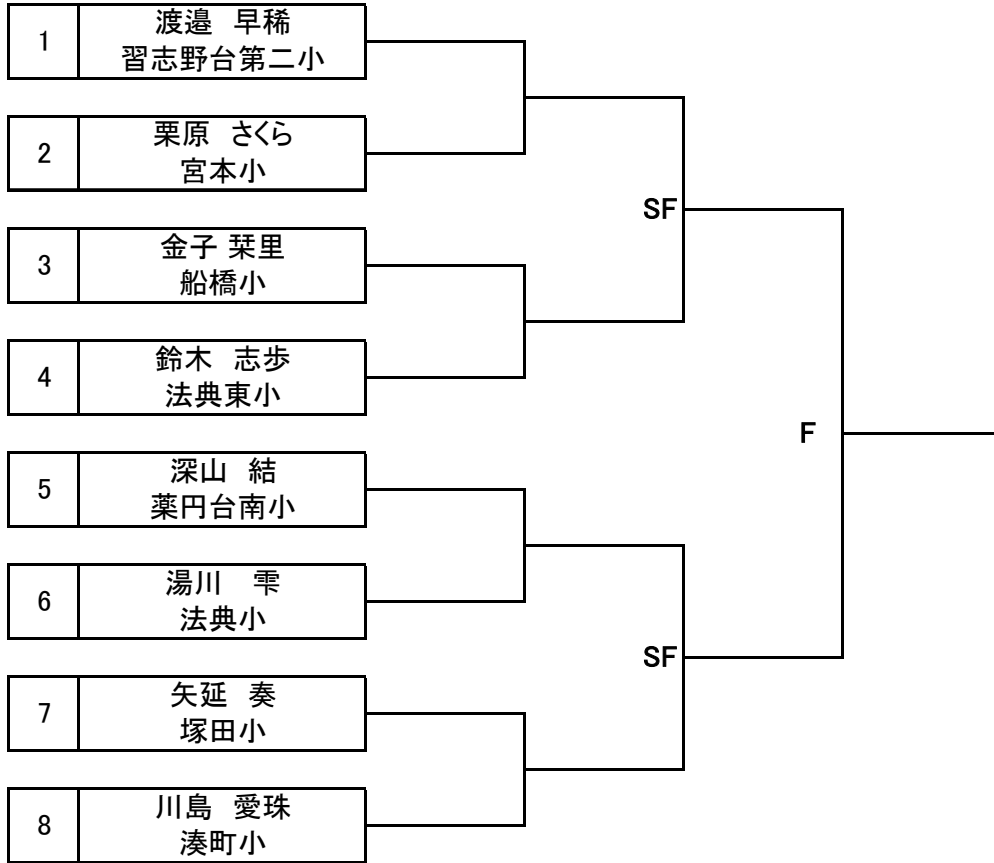 1
渡邉　早稀
習志野台第二小
2
栗原　さくら
宮本小
SF
3
金子 栞里
船橋小
4
鈴木　志歩
法典東小
F
5
深山　結
薬円台南小
6
湯川　雫
法典小
SF
7
矢延　奏
塚田小
8
川島　愛珠
湊町小